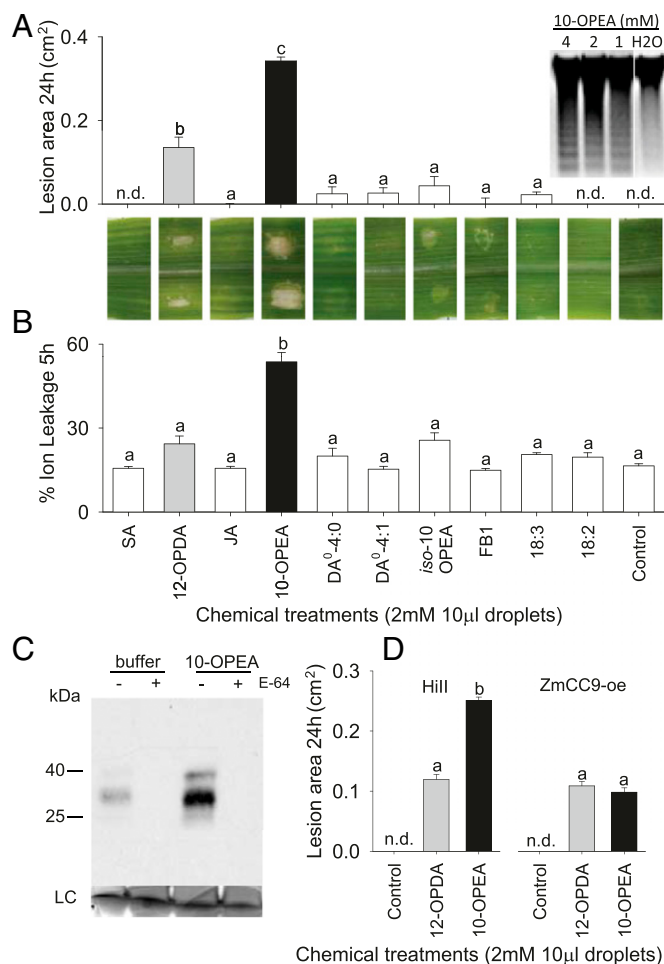 A
10-OPEA (mM)
4 2 1 H2O
Lesion area 24h (cm²)
0.4
0.2
0.0
n.d.
b
a
c
a
a
a
a
a
n.d.
n.d.
B
% Ion Leakage 5h
60
30
0
a
a
a
b
a
a
a
a
a
a
a
SA
12-OPDA
JA
10-OPEA
DA⁰-4:0
DA⁰-4:1
iso-10
OPEA
FB1
18:3
18:2
Control
Chemical treatments (2mM 10µl droplets)
C
buffer 10-OPEA
- + - + E-64
kDa
40
25
LC
D
Lesion area 24h (cm²)
0.3
0.2
0.1
0.0
HiII
n.d.
a
b
ZmCC9-oe
n.d.
a
a
Control
12-OPDA
10-OPEA
Control
12-OPDA
10-OPEA
Chemical treatments (2mM 10µl droplets)